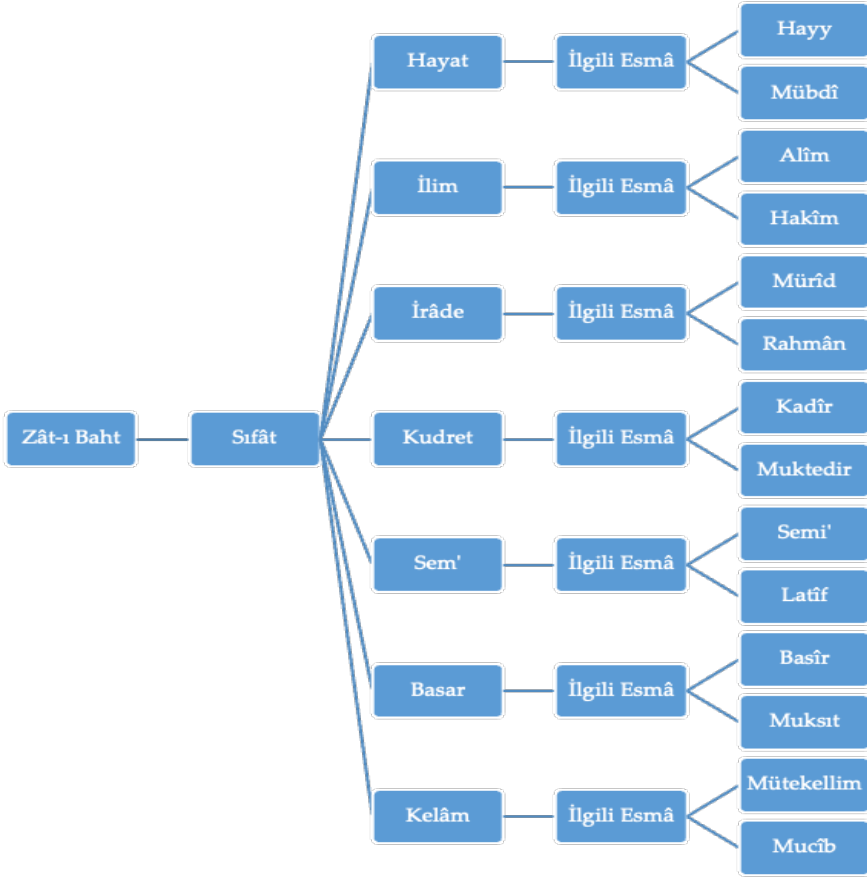 Zât-ı Baht
Sıfât
Hayat
İlgili Esmâ
Hayy
Mübdî
İlim
İlgili Esmâ
Alîm
Hakîm
İrâde
İlgili Esmâ
Mürîd
Rahmân
Kudret
İlgili Esmâ
Kadîr
Muktedir
Sem'
İlgili Esmâ
Semi'
Latîf
Basar
İlgili Esmâ
Basîr
Muksıt
Kelâm
İlgili Esmâ
Mütekellim
Mucîb